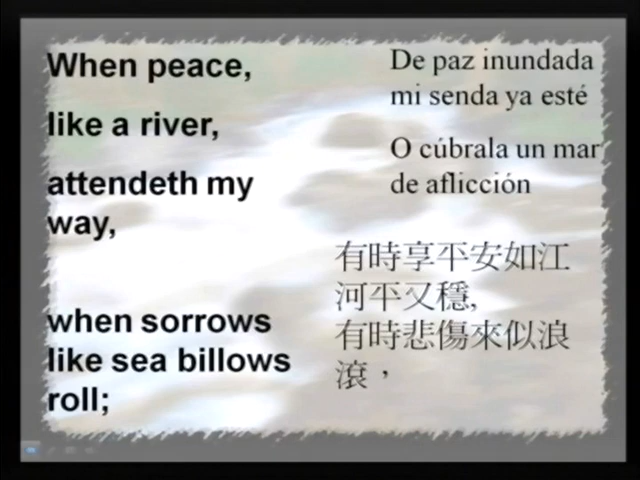 When peace,
like a river,
attendeth my
way,
when sorrows
like sea billows
roll;
De paz inundada
mi senda ya esté
O cúbrala un mar
de aflicción
有時享平安如江
河平又穩,
有時悲傷來似浪
滾，